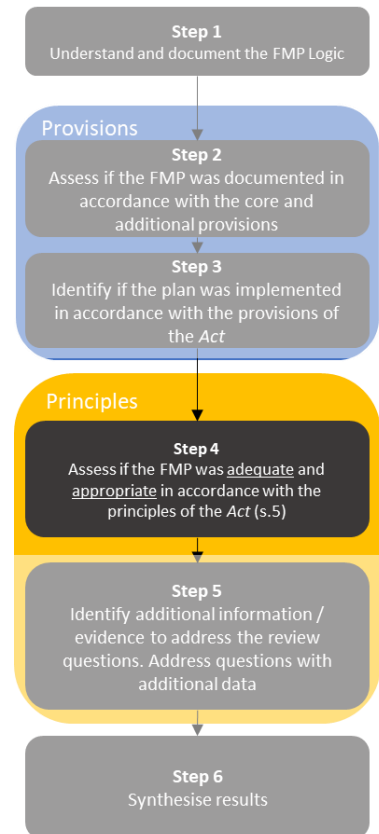 Step 1
Understand and document the FMP Logic
Provisions
Step 2
Assess if the FMP was documented in
accordance with the core and
additional provisions
Step 3
Identify if the plan was implemented
in accordance with the provisions of
the Act
Principles
Step 4
Assess if the FMP was adequate and
appropriate in accordance with the
principles of the Act (s.5)
Step 5
Identify additional information /
evidence to address the review
questions. Address questions with
additional data
Step 6
Synthesise results